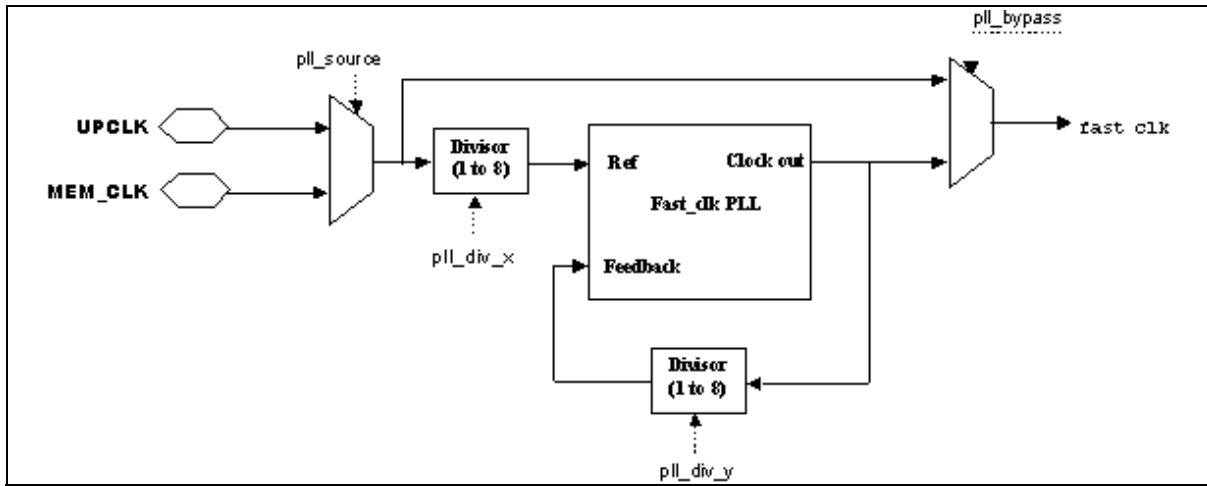 pll_bypass
pll_source
UPCLK
MEM_CLK
Divisor
(1 to 8)
Ref
Clock out
Fast_clk PLL
Feedback
fast clk
pll_div_x
Divisor
(1 to 8)
pll_div_y